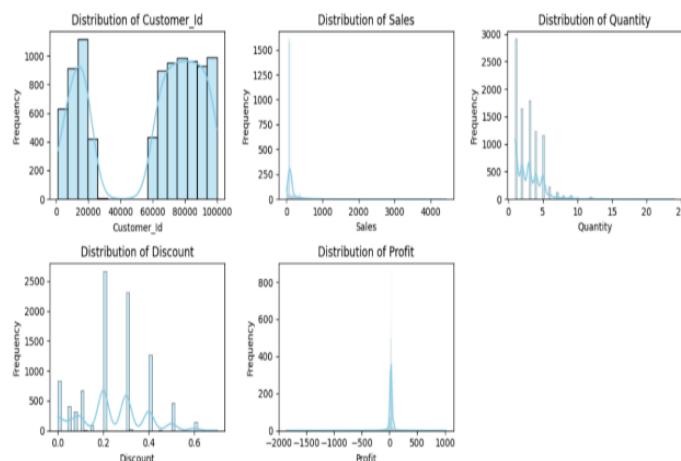 Distribution of Customer_Id
Distribution of Sales
Distribution of Quantity
Frequency
1000
800
600
400
200
0
0 20000 40000 60000 80000 100000
Customer_Id
Frequency
1500
1250
1000
750
500
250
0
0 1000 2000 3000 4000
Sales
Frequency
3000
2500
2000
1500
1000
500
0
0 5 10 15 20 25
Quantity
Distribution of Discount
Distribution of Profit
Frequency
2500
2000
1500
1000
500
0
0.0 0.2 0.4 0.6
Discount
Frequency
800
600
400
200
0
−2000 −1500 −1000 −500 0 500 1000
Profit